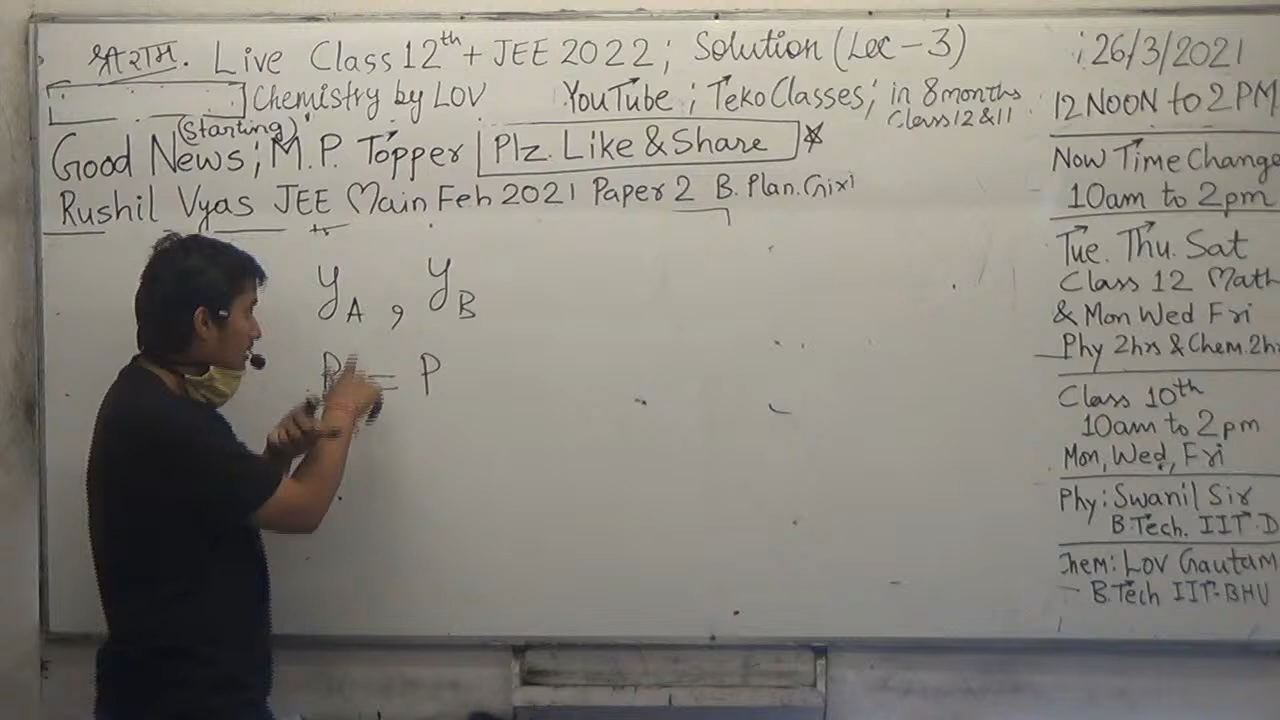 श्री राम. Live Class 12th + JEE 2022; Solution (Lec - 3)
Chemistry by LOV YouTube; TekoClasses; in 8 months
Class 12 & 11
(Starting)
Good News; M.P. Topper Plz. Like & Share
Rushil Vyas JEE Main Feb 2021 Paper 2 B. Plan.
yA , yB
= P
26/3/2021
12 NOON to 2 PM
Now Time Change
10am to 2pm
Tue. Thu. Sat
Class 12 Math
& Mon Wed Fri
Phy 2hrs & Chem. 2h
Class 10th
10am to 2pm
Mon, Wed, Fri
Phy: Swanil Sir
B.Tech. IIT-D
Chem: Lov Gautam
B.Tech IIT-BHU